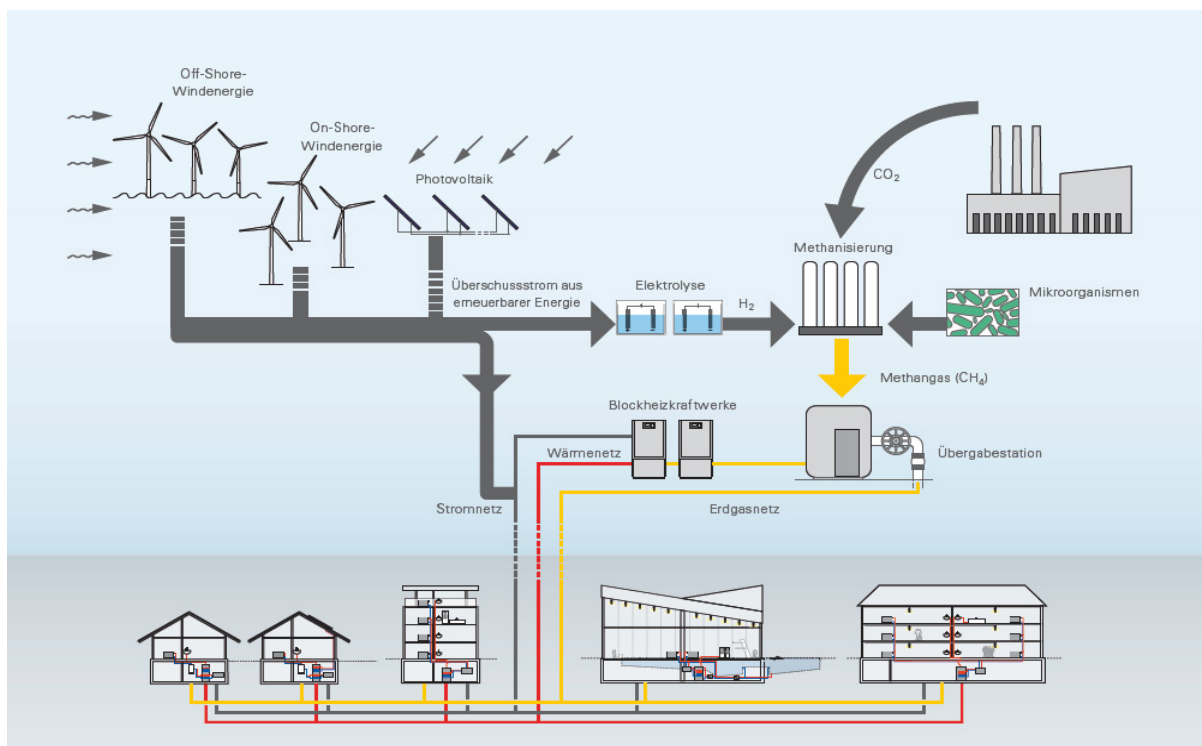 Off-Shore-
Windenergie
On-Shore-
Windenergie
Photovoltaik
CO₂
Methanisierung
Überschussstrom aus
erneuerbarer Energie
Elektrolyse
H₂
Mikroorganismen
Methangas (CH₄)
Blockheizkraftwerke
Wärmenetz
Übergabestation
Stromnetz
Erdgasnetz